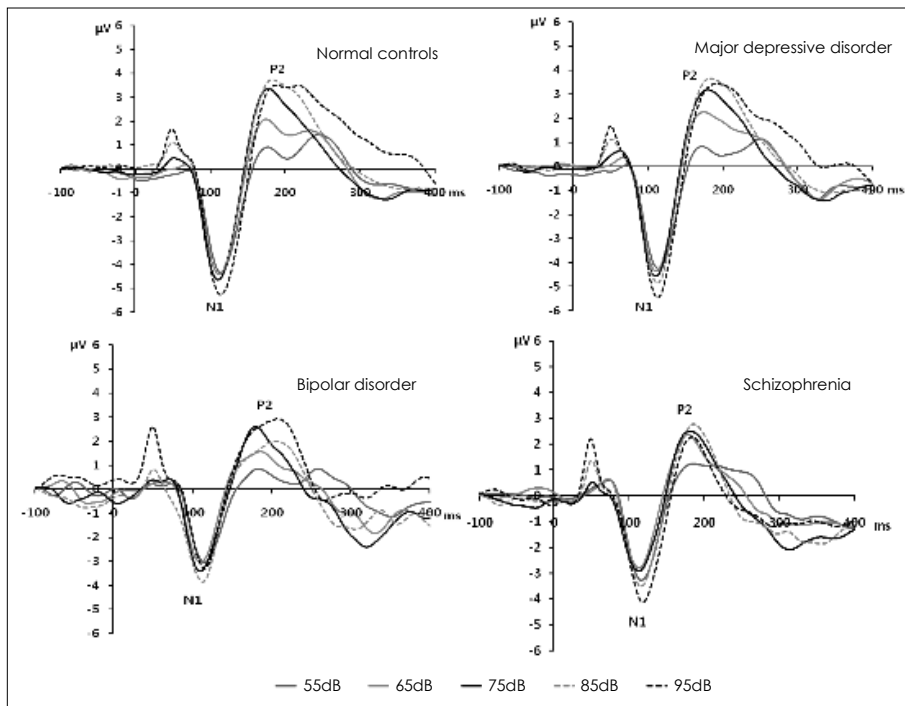 µV 6
5
4
3
2
1
0
-1
-2
-3
-4
-5
-6
-100 0 100 200 300 400 ms
Normal controls
P2
N1
µV 6
5
4
3
2
1
0
-1
-2
-3
-4
-5
-6
-100 0 100 200 300 400 ms
Major depressive disorder
P2
N1
µV 6
5
4
3
2
1
0
-1
-2
-3
-4
-5
-6
-100 0 100 200 300 400 ms
Bipolar disorder
P2
N1
µV 6
5
4
3
2
1
0
-1
-2
-3
-4
-5
-6
-100 0 100 200 300 400 ms
Schizophrenia
P2
N1
55dB 65dB 75dB 85dB 95dB